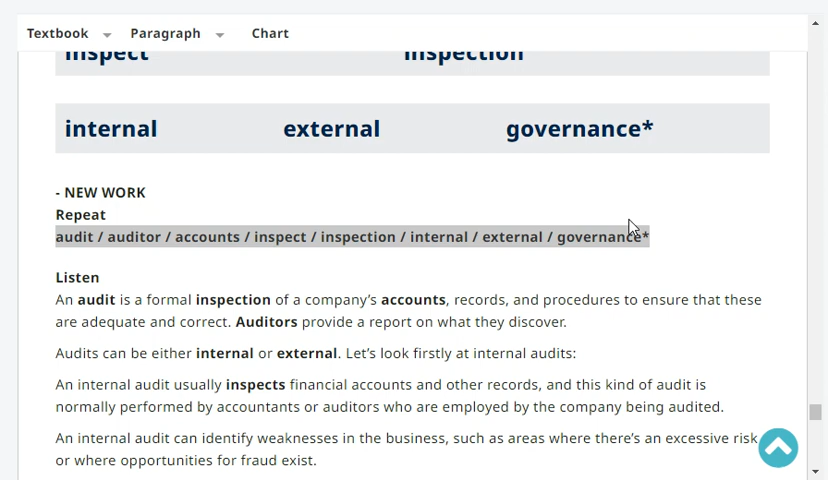 Textbook Paragraph Chart
inspect inspection
internal external governance*
- NEW WORK
Repeat
audit / auditor / accounts / inspect / inspection / internal / external / governance*
Listen
An audit is a formal inspection of a company's accounts, records, and procedures to ensure that these
are adequate and correct. Auditors provide a report on what they discover.
Audits can be either internal or external. Let's look firstly at internal audits:
An internal audit usually inspects financial accounts and other records, and this kind of audit is
normally performed by accountants or auditors who are employed by the company being audited.
An internal audit can identify weaknesses in the business, such as areas where there's an excessive risk
or where opportunities for fraud exist.